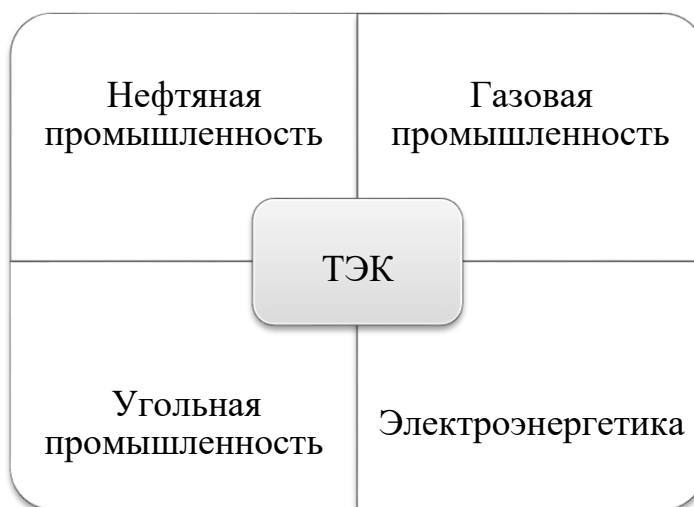 Нефтяная
промышленность
Газовая
промышленность
ТЭК
Угольная
промышленность
Электроэнергетика